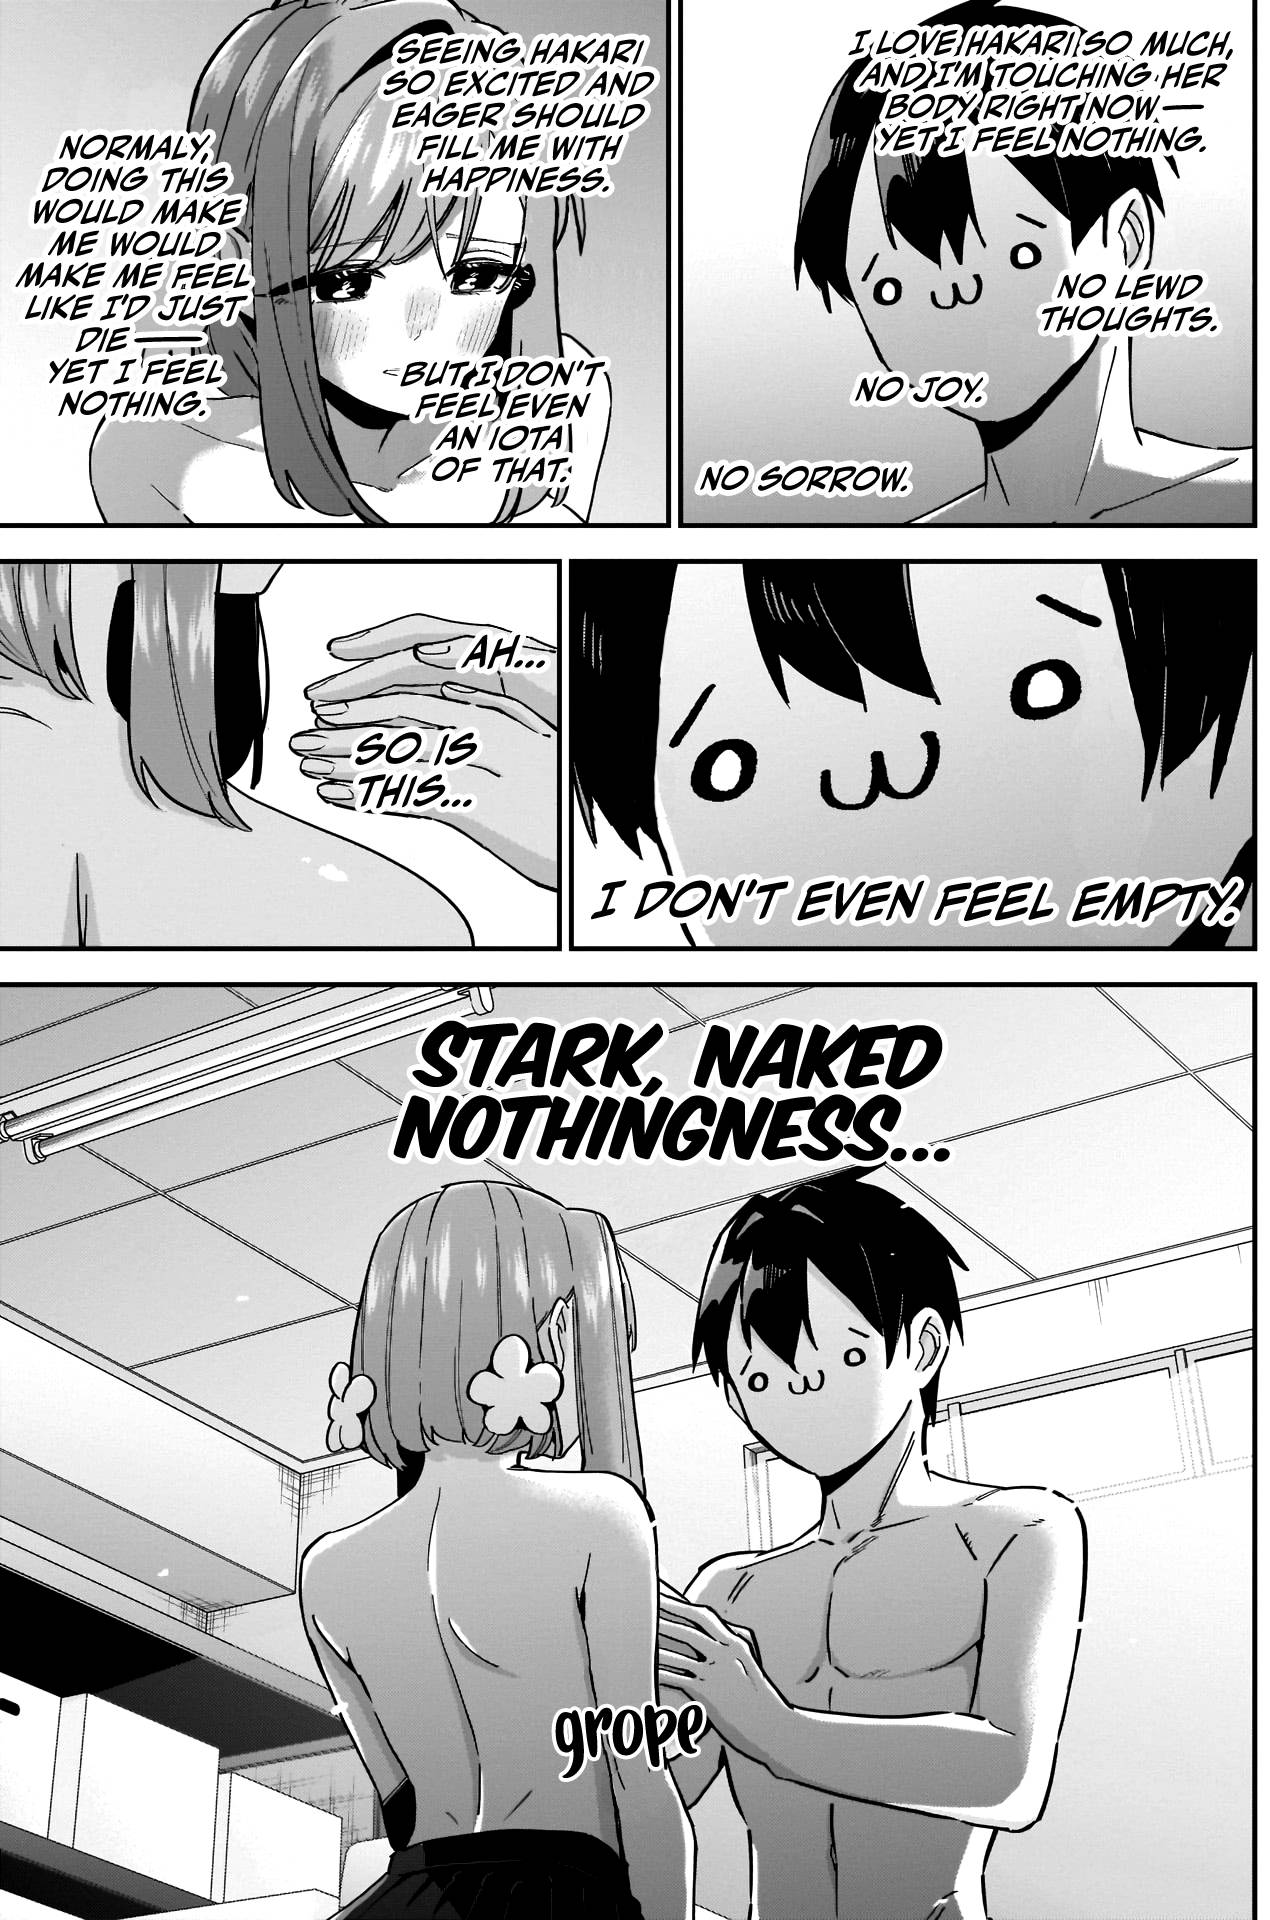 I LOVE HAKARI SO MUCH,
AND I'M TOUCHING HER
BODY RIGHT NOW—
YET I FEEL NOTHING.
NO LEWD
THOUGHTS.
NO JOY.
NO SORROW.
SEEING HAKARI
SO EXCITED AND
EAGER SHOULD
FILL ME WITH
HAPPINESS.
BUT I DON'T
FEEL EVEN
AN IOTA
OF THAT.
NORMALY,
DOING THIS
WOULD MAKE
ME WOULD
MAKE ME FEEL
LIKE I'D JUST
DIE—
YET I FEEL
NOTHING.
I DON'T EVEN FEEL EMPTY.
AH...
SO IS
THIS...
STARK, NAKED
NOTHINGNESS...
grope